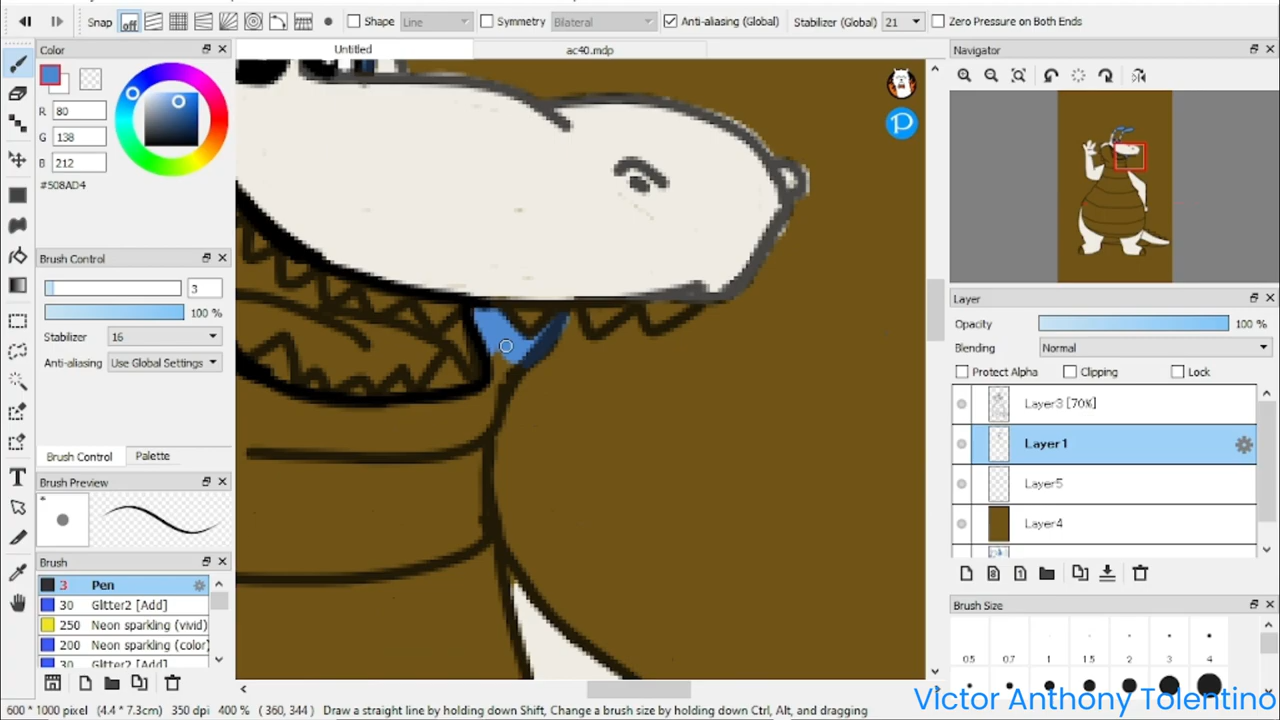 Snap off Shape Line Symmetry Bilateral Anti-aliasing (Global) Stabilizer (Global) 21 Zero Pressure on Both Ends
Color
Untitled
ac40.mdp
R 80
G 138
B 212
#508AD4
Brush Control
3
100 %
Stabilizer 16
Anti-aliasing Use Global Settings
Brush Control Palette
Brush Preview
Brush
3 Pen
30 Glitter2 [Add]
250 Neon sparkling (vivid)
200 Neon sparkling (color)
30 Glitter2 [Add]
P
Navigator
Layer
Opacity 100 %
Blending Normal
Protect Alpha Clipping Lock
Layer3 [70%]
Layer1
Layer5
Layer4
Brush Size
0.5 0.7 1 1.5 2 3 4
Victor Anthony Tolentino
600 * 1000 pixel (4.4 * 7.3cm) 350 dpi 400 % ( 360, 344 ) Draw a straight line by holding down Shift, Change a brush size by holding down Ctrl, Alt, and dragging